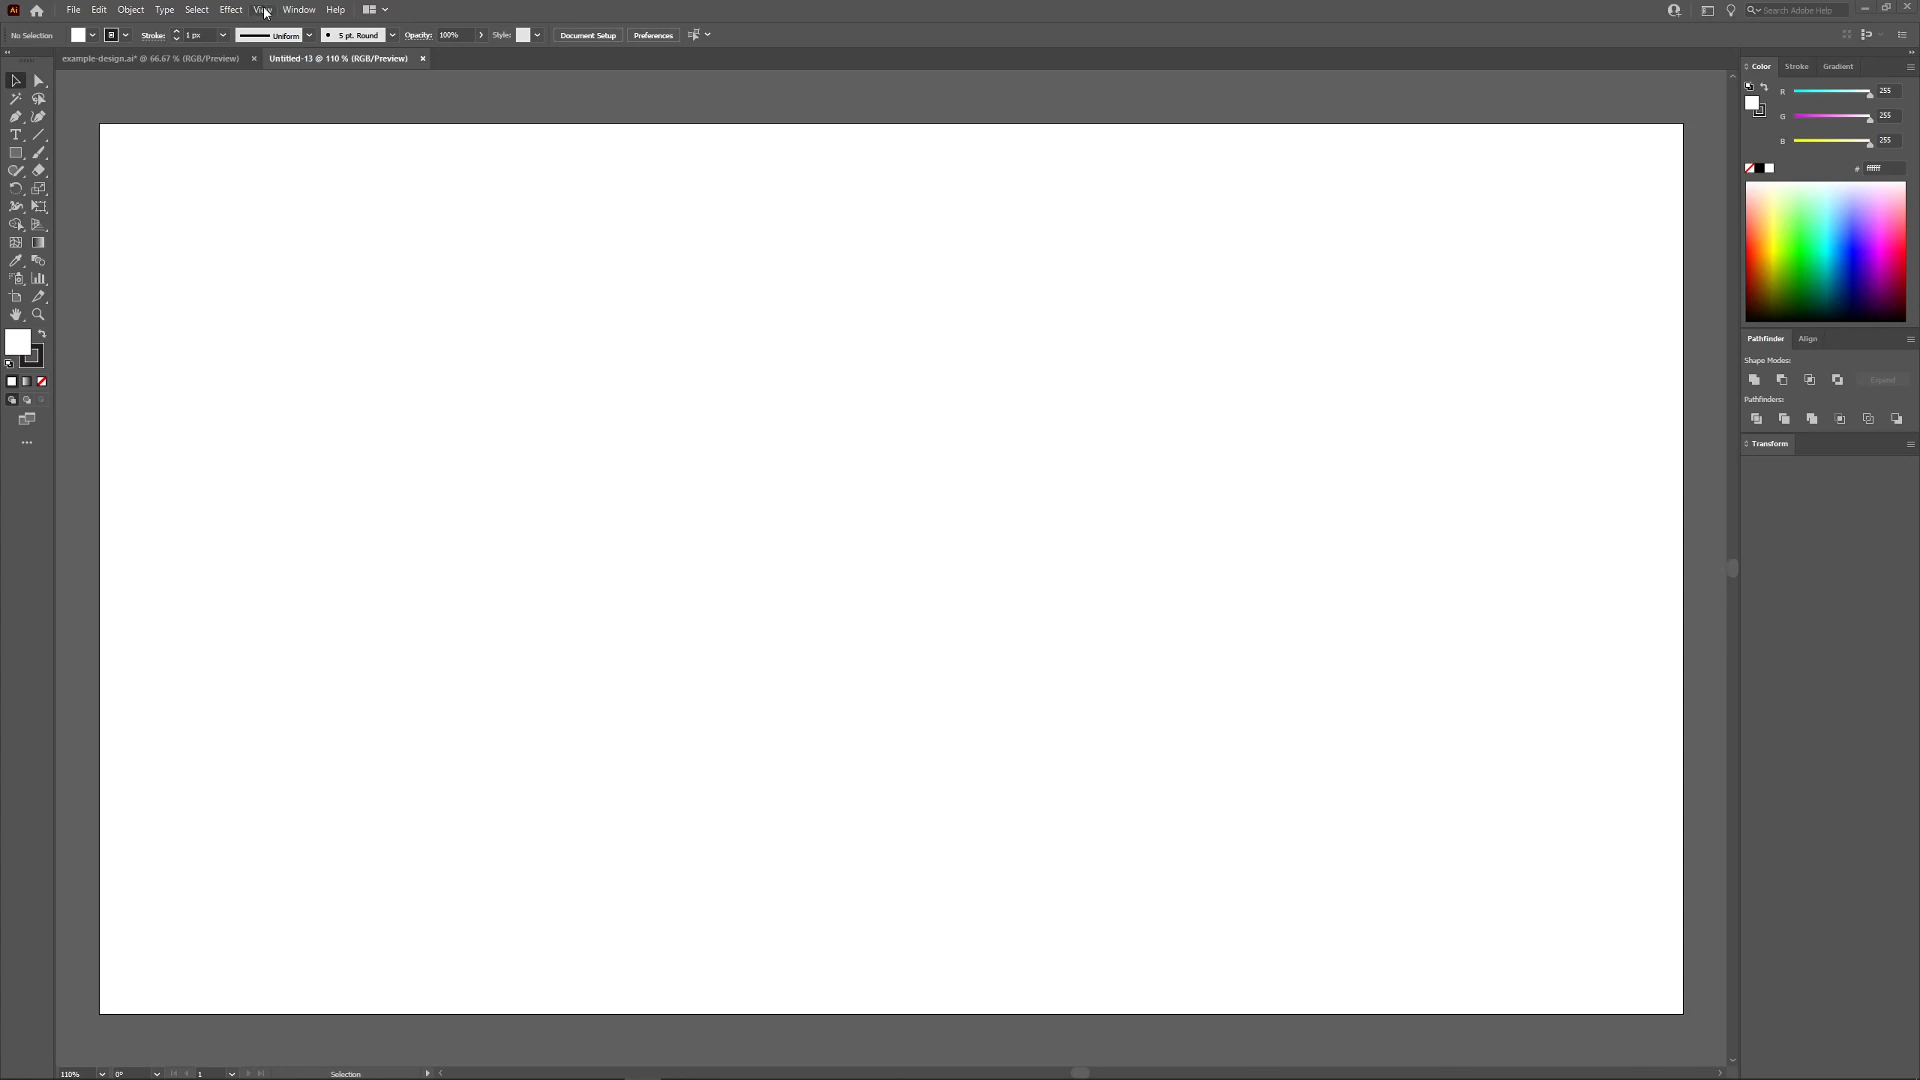 Ai File Edit Object Type Select Effect View Window Help Search Adobe Help
No Selection Stroke: 1 px Uniform 5 pt. Round Opacity: 100% Style: Document Setup Preferences
example-design.ai* @ 66.67 % (RGB/Preview) Untitled-13 @ 110 % (RGB/Preview)
Color Stroke Gradient
R 255
G 255
B 255
# ffffff
Pathfinder Align
Shape Modes:
Expand
Pathfinders:
Transform
110% 0° 1 Selection